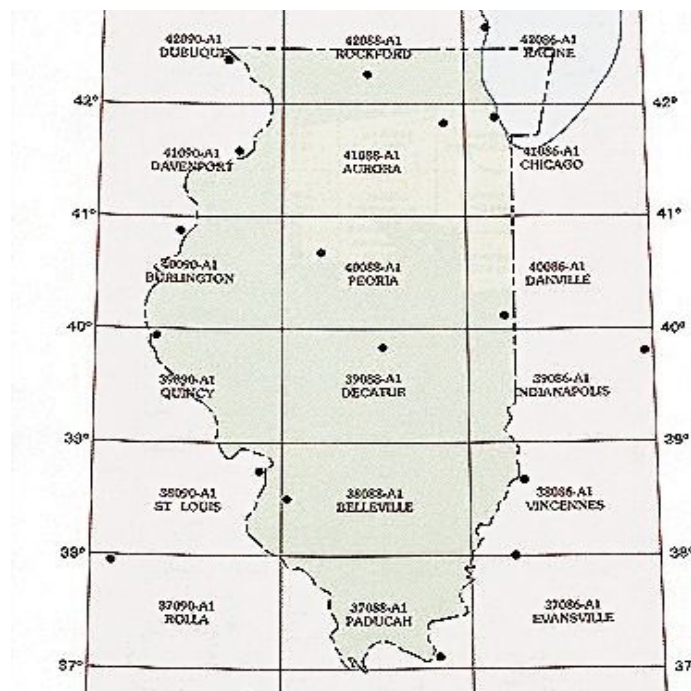 42090-A1
DUBUQUE
42088-A1
ROCKFORD
42086-A1
RACINE
42°
42°
41090-A1
DAVENPORT
41088-A1
AURORA
41086-A1
CHICAGO
41°
41°
40090-A1
BURLINGTON
40088-A1
PEORIA
40086-A1
DANVILLE
40°
40°
39090-A1
QUINCY
39088-A1
DECATUR
39086-A1
INDIANAPOLIS
39°
39°
38090-A1
ST LOUIS
38088-A1
BELLEVILLE
38086-A1
VINCENNES
39°
38°
37090-A1
ROLLA
37088-A1
PADUCAH
37086-A1
EVANSVILLE
37°
37°